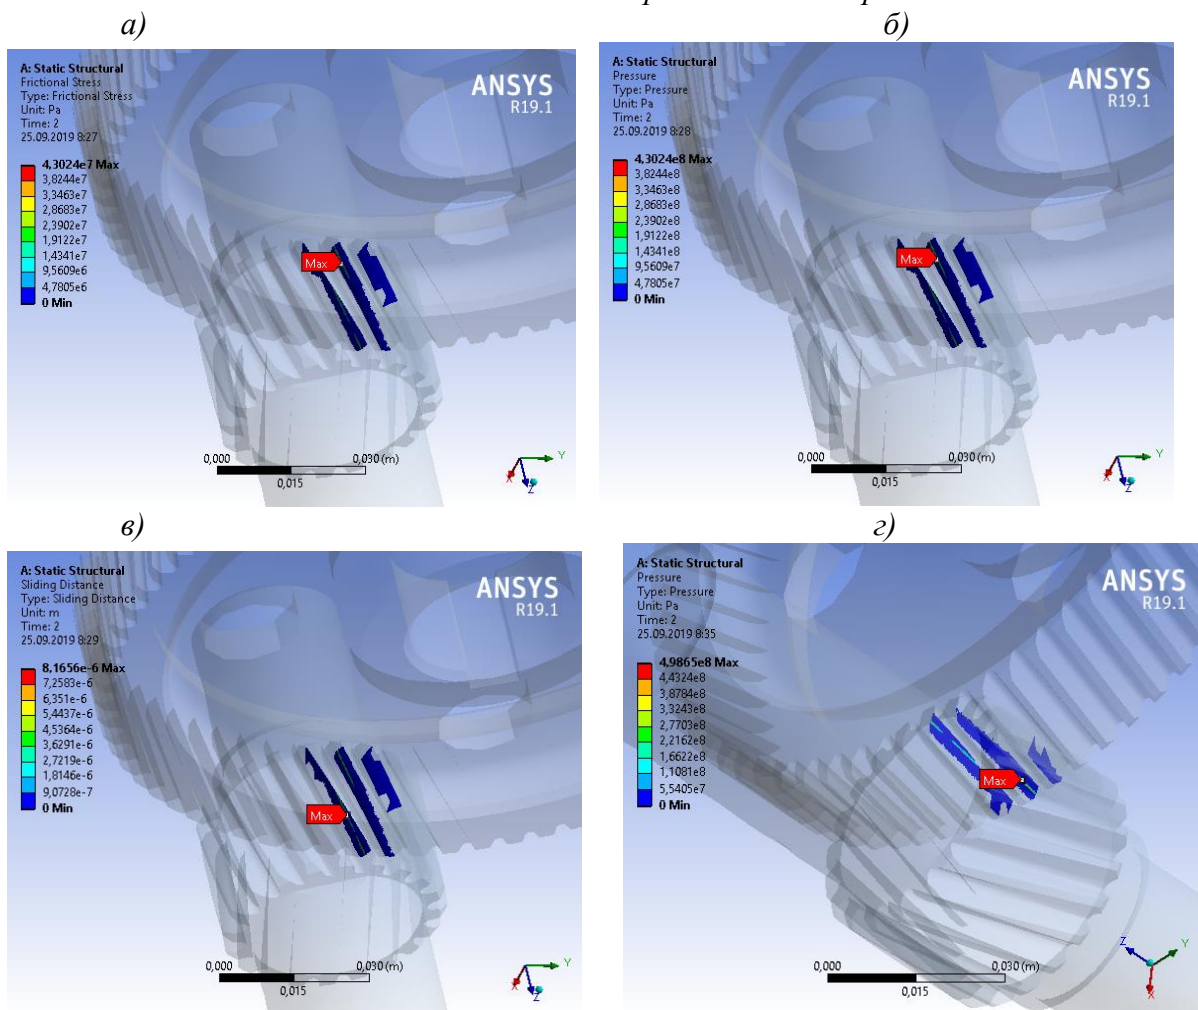 а)
б)
A: Static Structural
Frictional Stress
Type: Frictional Stress
Unit: Pa
Time: 2
25.09.2019 8:27
4,3024e7 Max
3,8244e7
3,3463e7
2,8683e7
2,3902e7
1,9122e7
1,4341e7
9,5609e6
4,7805e6
0 Min
ANSYS
R19.1
Max
0,000
0,030 (m)
0,015
X
Y
Z
A: Static Structural
Pressure
Type: Pressure
Unit: Pa
Time: 2
25.09.2019 8:28
4,3024e8 Max
3,8244e8
3,3463e8
2,8683e8
2,3902e8
1,9122e8
1,4341e8
9,5609e7
4,7805e7
0 Min
ANSYS
R19.1
Max
0,000
0,030 (m)
0,015
X
Y
Z
в)
г)
A: Static Structural
Sliding Distance
Type: Sliding Distance
Unit: m
Time: 2
25.09.2019 8:29
8,1656e-6 Max
7,2583e-6
6,351e-6
5,4437e-6
4,5364e-6
3,6291e-6
2,7219e-6
1,8146e-6
9,0728e-7
0 Min
ANSYS
R19.1
Max
0,000
0,030 (m)
0,015
X
Y
Z
A: Static Structural
Pressure
Type: Pressure
Unit: Pa
Time: 2
25.09.2019 8:35
4,9865e8 Max
4,4324e8
3,8784e8
3,3243e8
2,7703e8
2,2162e8
1,6622e8
1,1081e8
5,5405e7
0 Min
ANSYS
R19.1
Max
0,000
0,030 (m)
0,015
Z
Y
X